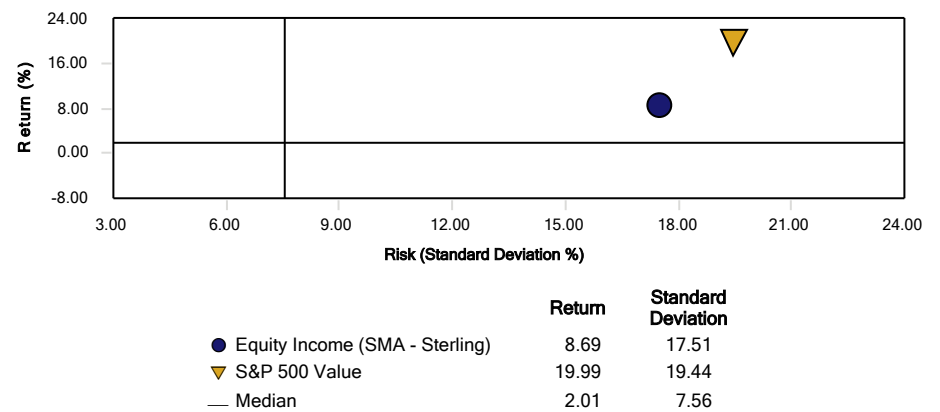 24.00
16.00
8.00
0.00
-8.00
Return (%)
3.00 6.00 9.00 12.00 15.00 18.00 21.00 24.00
Risk (Standard Deviation %)
Return Standard Deviation
Equity Income (SMA - Sterling) 8.69 17.51
S&P 500 Value 19.99 19.44
Median 2.01 7.56